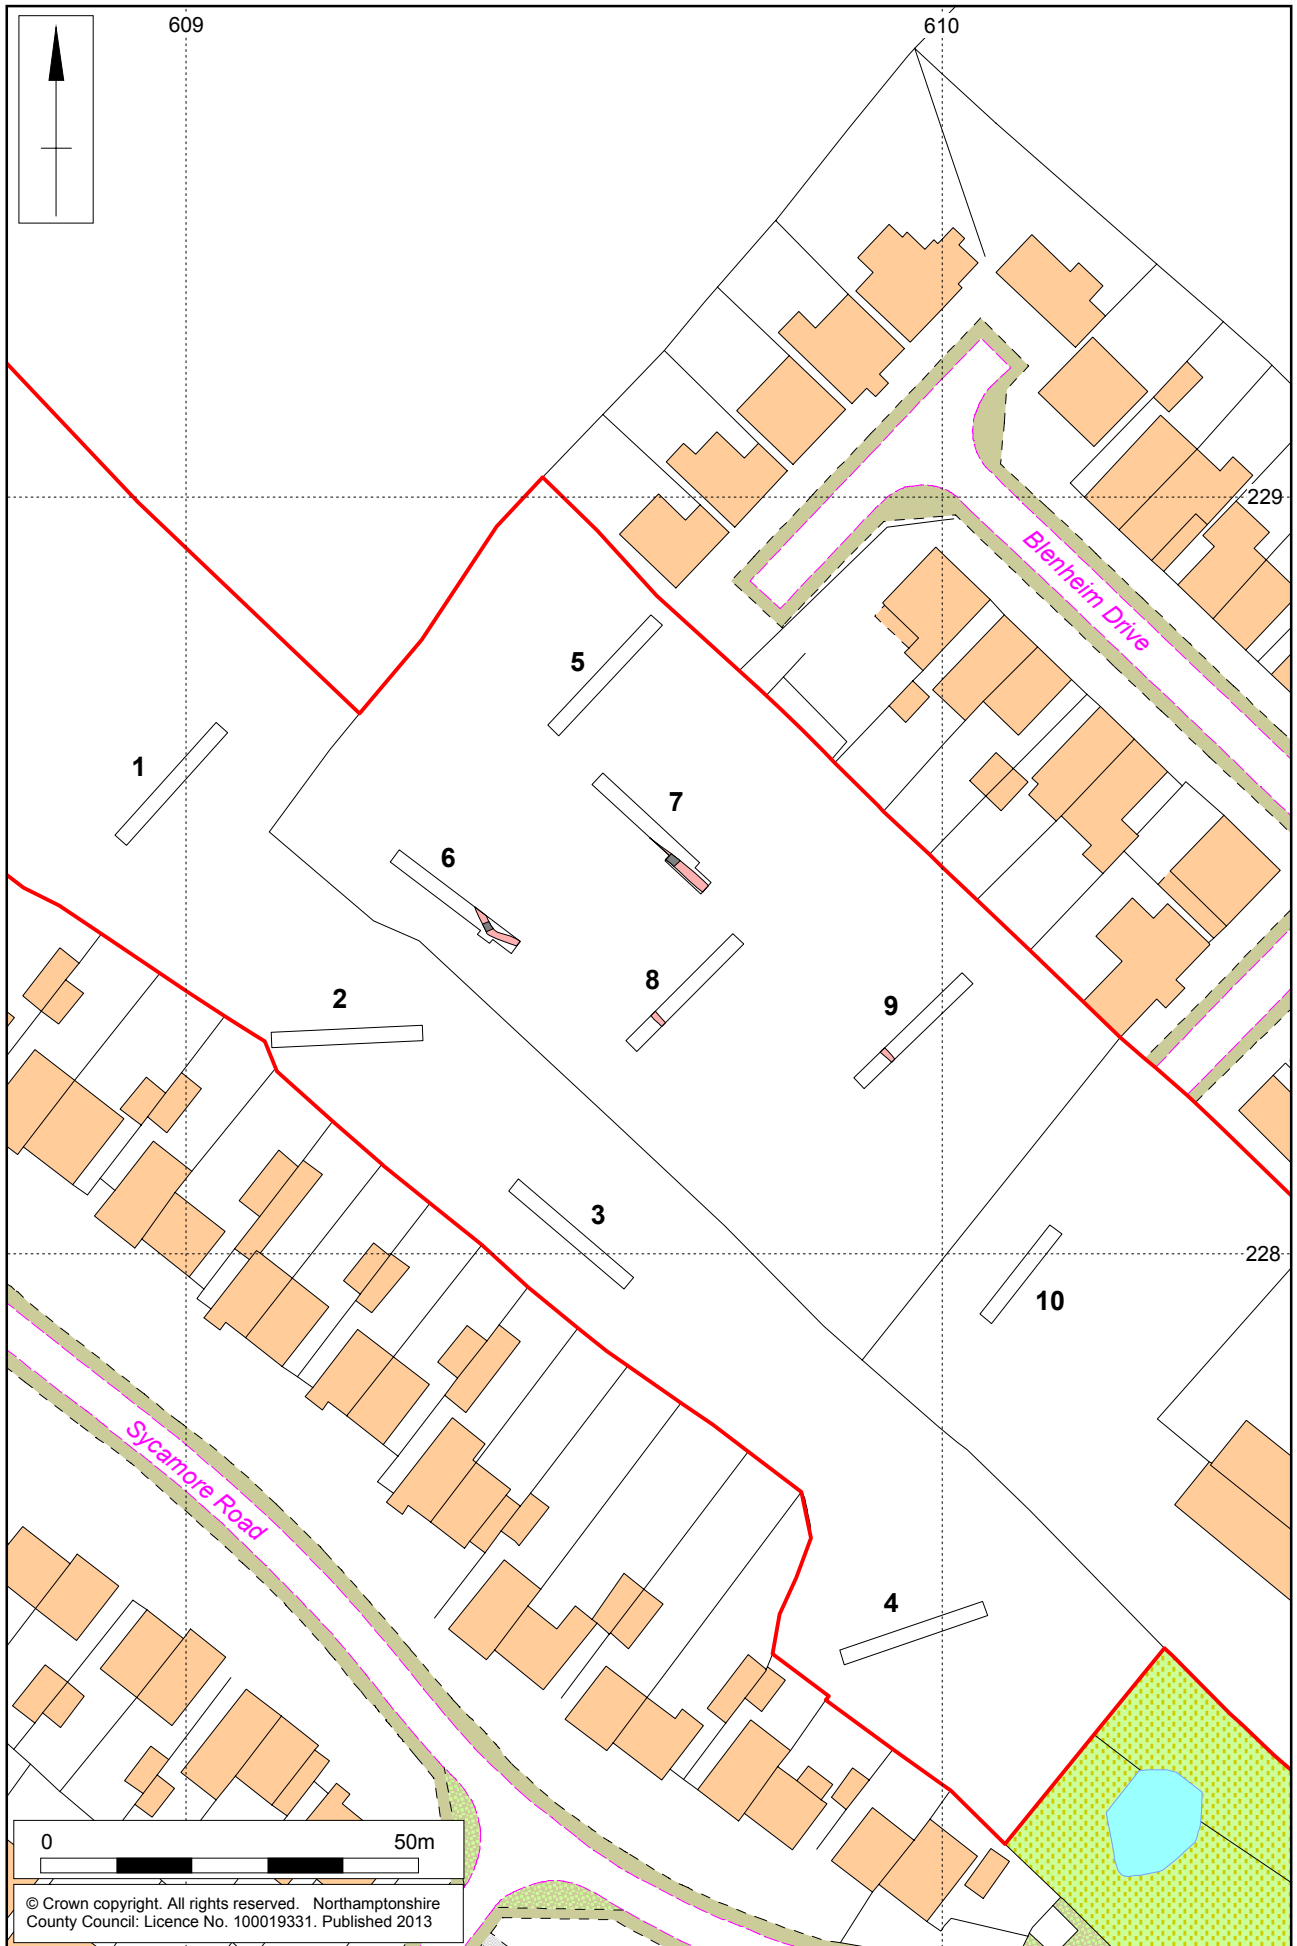 609
610
229
Blenheim Drive
5
1
7
6
8
9
2
3
228
10
Sycamore Road
4
0 50m
© Crown copyright. All rights reserved. Northamptonshire
County Council: Licence No. 100019331. Published 2013